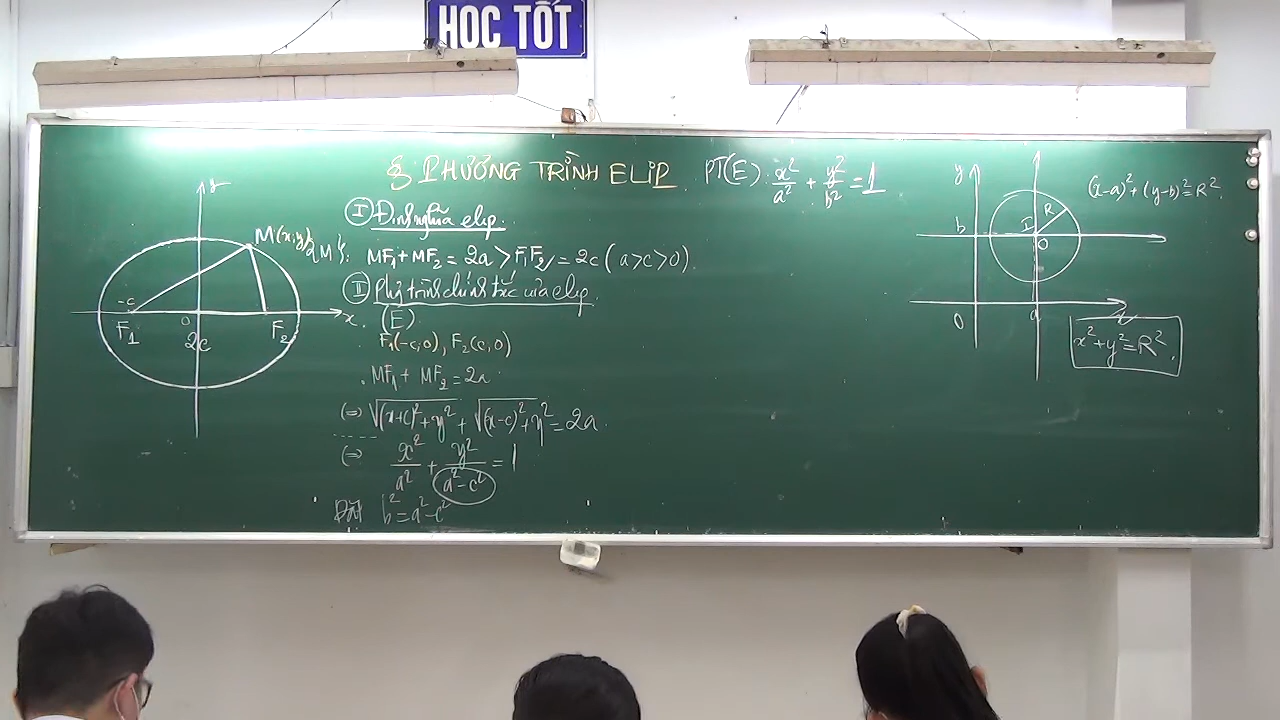 HỌC TỐT
§ PHƯƠNG TRÌNH ELIP
PT(E): x²/a² + y²/b² = 1
I Định nghĩa elip.
MF₁ + MF₂ = 2a > F₁F₂ = 2c (a > c > 0).
II Phương trình chính tắc của elip.
(E)
F₁(-c,0), F₂(c,0)
. MF₁ + MF₂ = 2a
(=) √((x+c)² + y²) + √((x-c)² + y²) = 2a
(=) x²/a² + y²/(a²-c²) = 1
Đặt b² = a² - c²
y
M(x;y)
-c
O
x
F₁
2c
F₂
y
b
I
R
O
O
a
(x-a)² + (y-b)² = R²
x² + y² = R².